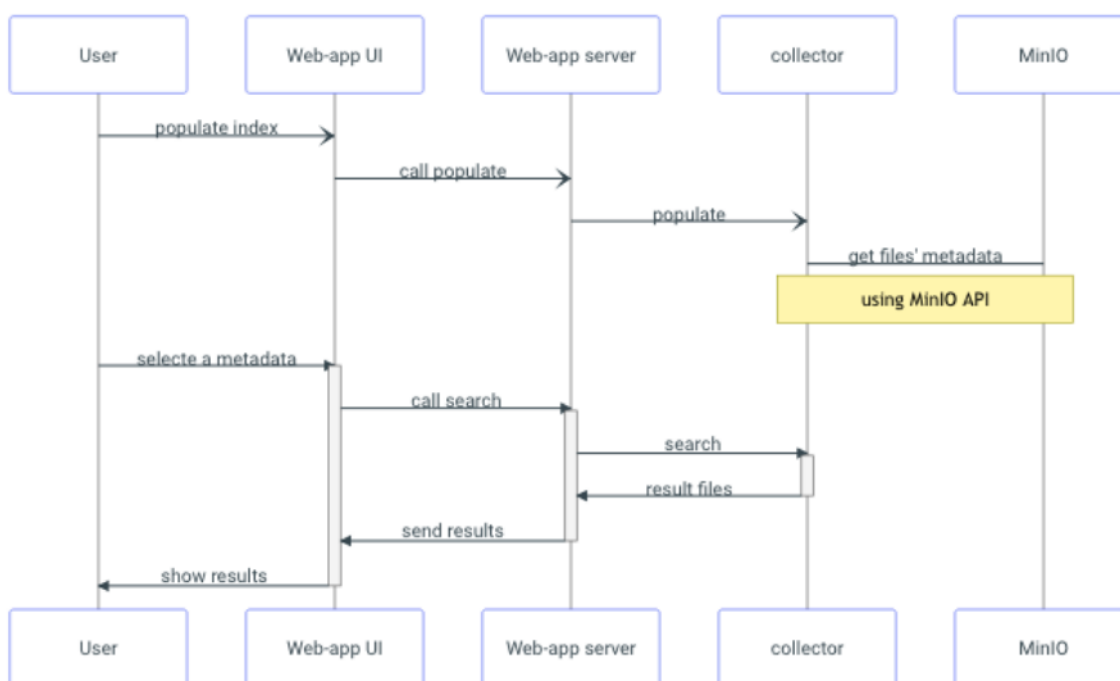 User
Web-app UI
Web-app server
collector
MinIO
populate index
call populate
populate
get files' metadata
using MinIO API
selecte a metadata
call search
search
result files
send results
show results
User
Web-app UI
Web-app server
collector
MinIO